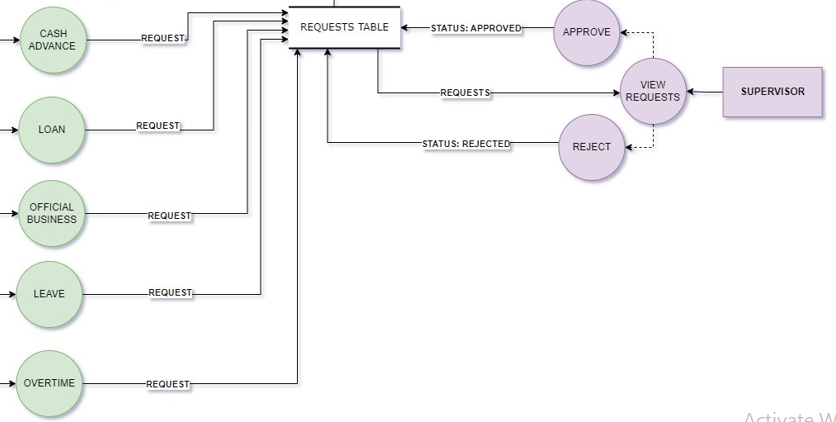 CASH
ADVANCE
REQUEST
REQUESTS TABLE
STATUS: APPROVED
APPROVE
REQUESTS
VIEW
REQUESTS
SUPERVISOR
LOAN
REQUEST
STATUS: REJECTED
REJECT
OFFICIAL
BUSINESS
REQUEST
LEAVE
REQUEST
OVERTIME
REQUEST
Activate W